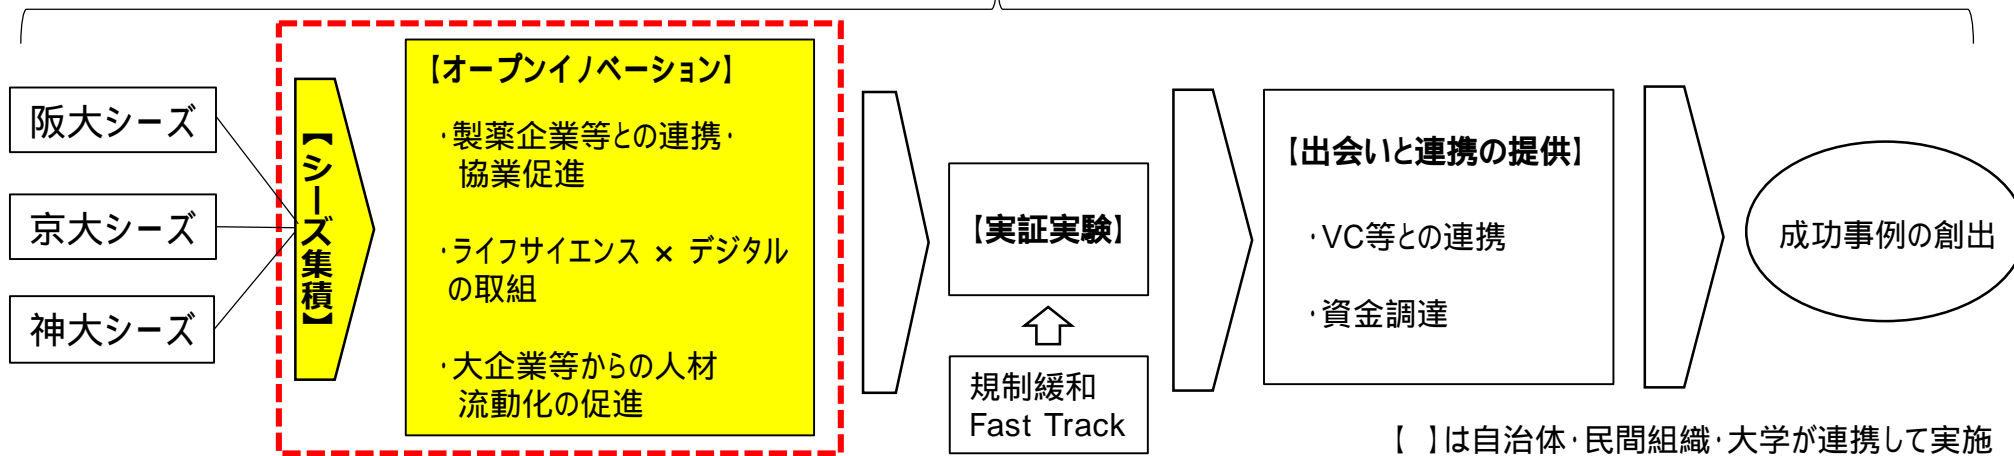 阪大シーズ
京大シーズ
神大シーズ
【シーズ集積】
【オープンイノベーション】
・製薬企業等との連携・
協業促進
・ライフサイエンス × デジタル
の取組
・大企業等からの人材
流動化の促進
【実証実験】
規制緩和
Fast Track
【出会いと連携の提供】
・VC等との連携
・資金調達
成功事例の創出
【　】は自治体・民間組織・大学が連携して実施